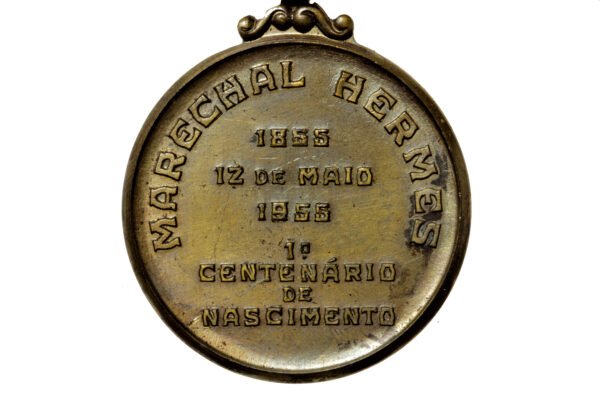 MARECHAL HERMES
1855
12 DE MAIO
1955
1º
CENTENÁRIO
DE
NASCIMENTO